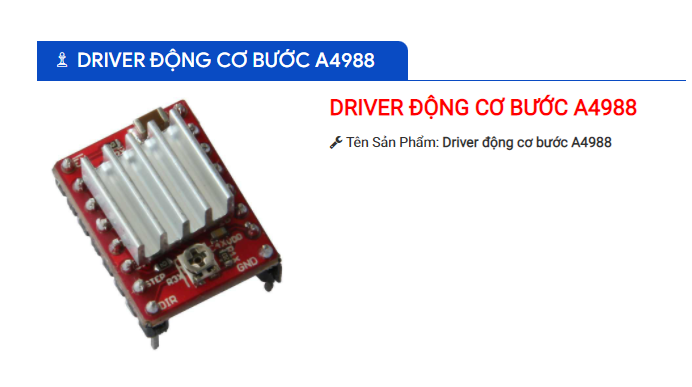 DRIVER ĐỘNG CƠ BƯỚC A4988
DRIVER ĐỘNG CƠ BƯỚC A4988
Tên Sản Phẩm: Driver động cơ bước A4988
VDD
GND
STEP
DIR